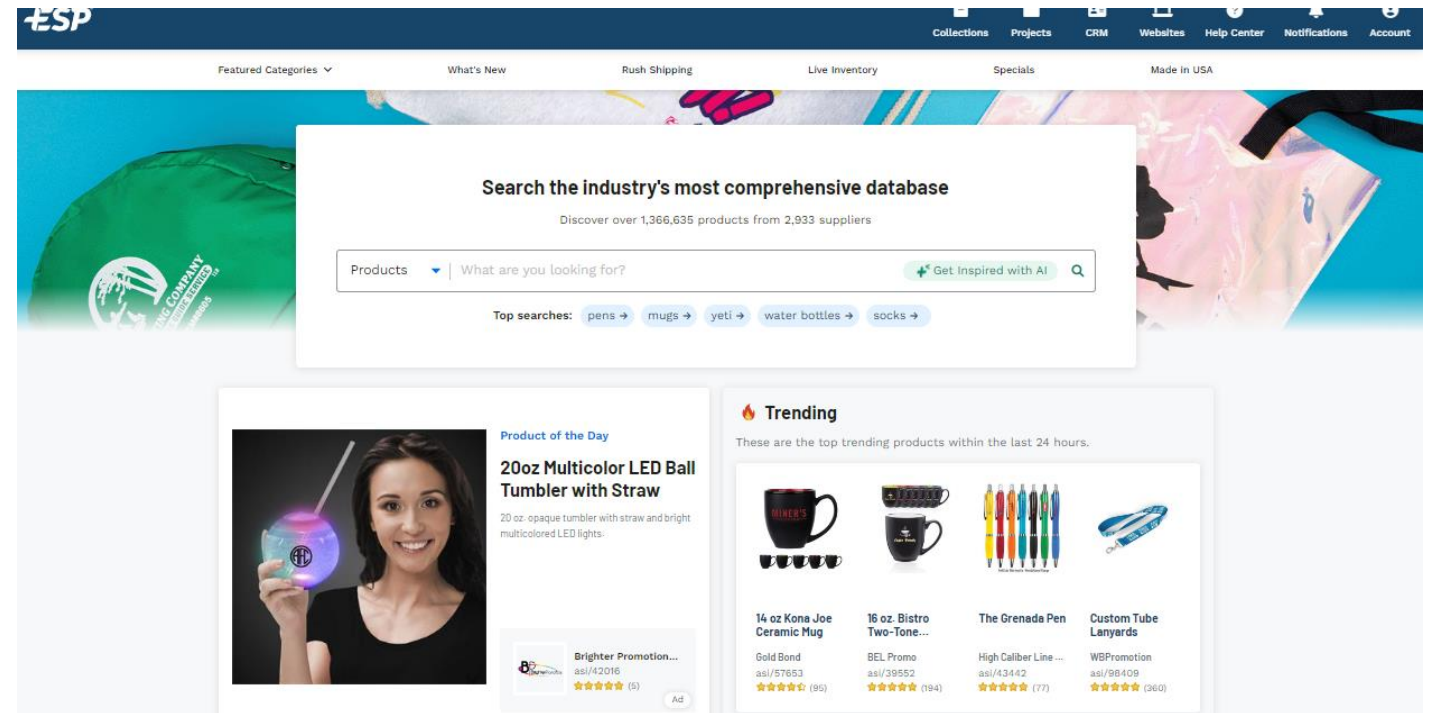 ESP
Collections Projects CRM Websites Help Center Notifications Account
Featured Categories What's New Rush Shipping Live Inventory Specials Made in USA
Search the industry's most comprehensive database
Discover over 1,366,635 products from 2,933 suppliers
Products What are you looking for? Get Inspired with AI
Top searches: pens → mugs → yeti → water bottles → socks →
COMPANY
Product of the Day
20oz Multicolor LED Ball
Tumbler with Straw
20 oz. opaque tumbler with straw and bright
multicolored LED lights.
Brighter Promotion...
asi/42016
(5)
Ad
Trending
These are the top trending products within the last 24 hours.
MINER'S
14 oz Kona Joe
Ceramic Mug
Gold Bond
asi/57653
(95)
16 oz. Bistro
Two-Tone...
BEL Promo
asi/39552
(194)
The Grenada Pen
High Caliber Line ...
asi/43442
(77)
Custom Tube
Lanyards
WBPromotion
asi/98409
(360)